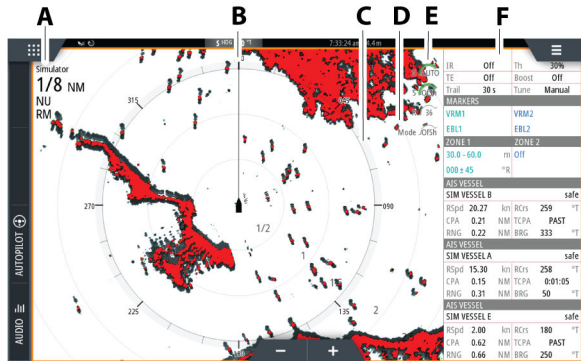 A B C D E F
S HDG
7:33:24 am
4.4 m
Simulator
1/8 NM
NU
RM
315
045
270
090
225
1/2
1
2
AUTO
36
Mode
AUTOPILOT
AUDIO
− +
IR Off Th 30%
TE Off Boost Off
Trail 30 s Tune Manual
MARKERS
VRM1 VRM2
EBL1 EBL2
ZONE 1 ZONE 2
30.0 - 60.0 m Off
000 ± 45 °R
AIS VESSEL
SIM VESSEL B safe
RSpd 20.27 kn RCrs 259 °T
CPA 0.21 NM TCPA PAST
RNG 0.22 NM BRG 333 °T
AIS VESSEL
SIM VESSEL A safe
RSpd 15.30 kn RCrs 258 °T
CPA 0.15 NM TCPA 0:01:05
RNG 0.31 NM BRG 50 °T
AIS VESSEL
SIM VESSEL E safe
RSpd 2.00 kn RCrs 180 °T
CPA 0.62 NM TCPA PAST
RNG 0.66 NM BRG 250 °T